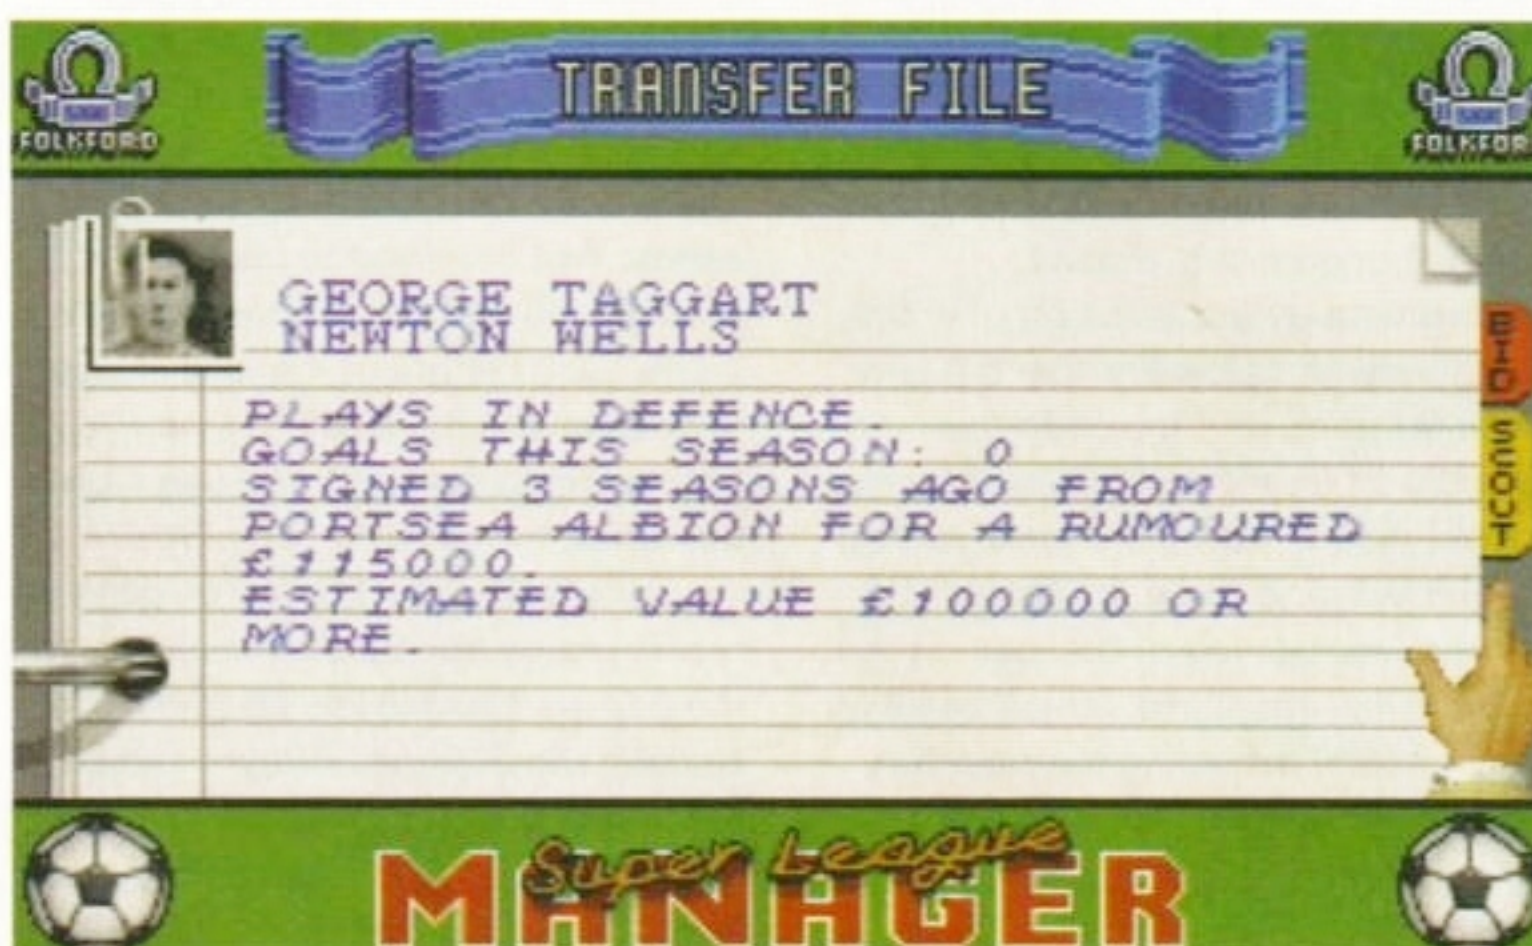 TRANSFER FILE
FOLKFORD
FOLKFOR
GEORGE TAGGART
NEWTON WELLS
PLAYS IN DEFENCE.
GOALS THIS SEASON: 0
SIGNED 3 SEASONS AGO FROM
PORTSEA ALBION FOR A RUMOURED
£115000.
ESTIMATED VALUE £100000 OR
MORE.
BID
SCOUT
Super League
MANAGER